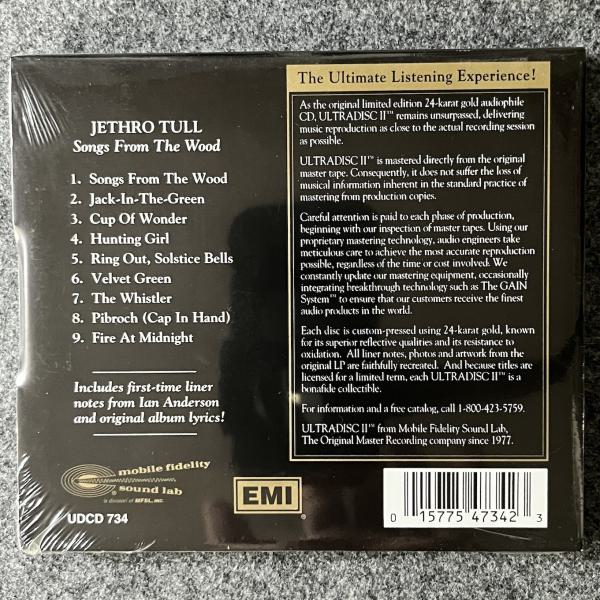 JETHRO TULL
Songs From The Wood
1. Songs From The Wood
2. Jack-In-The-Green
3. Cup Of Wonder
4. Hunting Girl
5. Ring Out, Solstice Bells
6. Velvet Green
7. The Whistler
8. Pibroch (Cap In Hand)
9. Fire At Midnight
Includes first-time liner
notes from Ian Anderson
and original album lyrics!
mobile fidelity
sound lab
a division of MFSL, INC.
UDCD 734
EMI
®
The Ultimate Listening Experience!
As the original limited edition 24-karat gold audiophile
CD, ULTRADISC II™ remains unsurpassed, delivering
music reproduction as close to the actual recording session
as possible.
ULTRADISC II™ is mastered directly from the original
master tape. Consequently, it does not suffer the loss of
musical information inherent in the standard practice of
mastering from production copies.
Careful attention is paid to each phase of production,
beginning with our inspection of master tapes. Using our
proprietary mastering technology, audio engineers take
meticulous care to achieve the most accurate reproduction
possible, regardless of the time or cost involved. We
constantly update our mastering equipment, occasionally
integrating breakthrough technology such as The GAIN
System™ to ensure that our customers receive the finest
audio products in the world.
Each disc is custom-pressed using 24-karat gold, known
for its superior reflective qualities and its resistance to
oxidation. All liner notes, photos and artwork from the
original LP are faithfully recreated. And because titles are
licensed for a limited term, each ULTRADISC II™ is a
bonafide collectible.
For information and a free catalog, call 1-800-423-5759.
ULTRADISC II™ from Mobile Fidelity Sound Lab,
The Original Master Recording company since 1977.
0 15775 47342 3